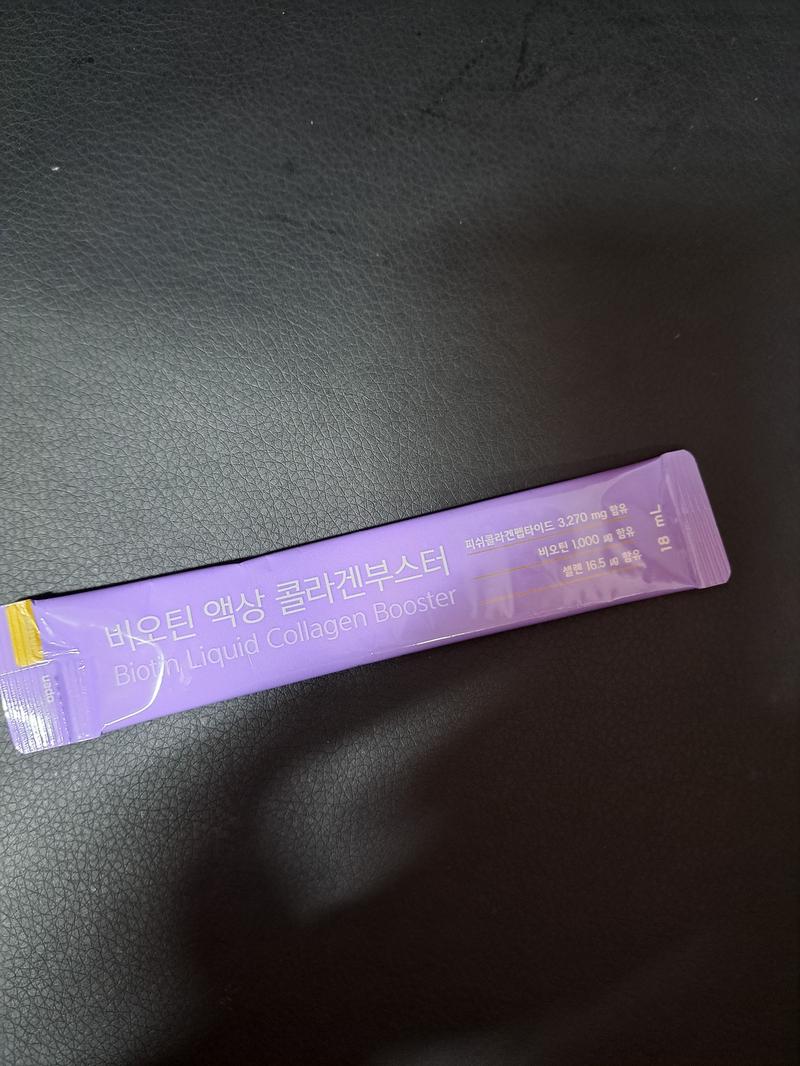 비오틴 액상 콜라겐부스터
Biotin Liquid Collagen Booster
피쉬콜라겐펩타이드 3,270 mg 함유
비오틴 1,000 ㎍ 함유
셀렌 16.5 ㎍ 함유
18 mL
open